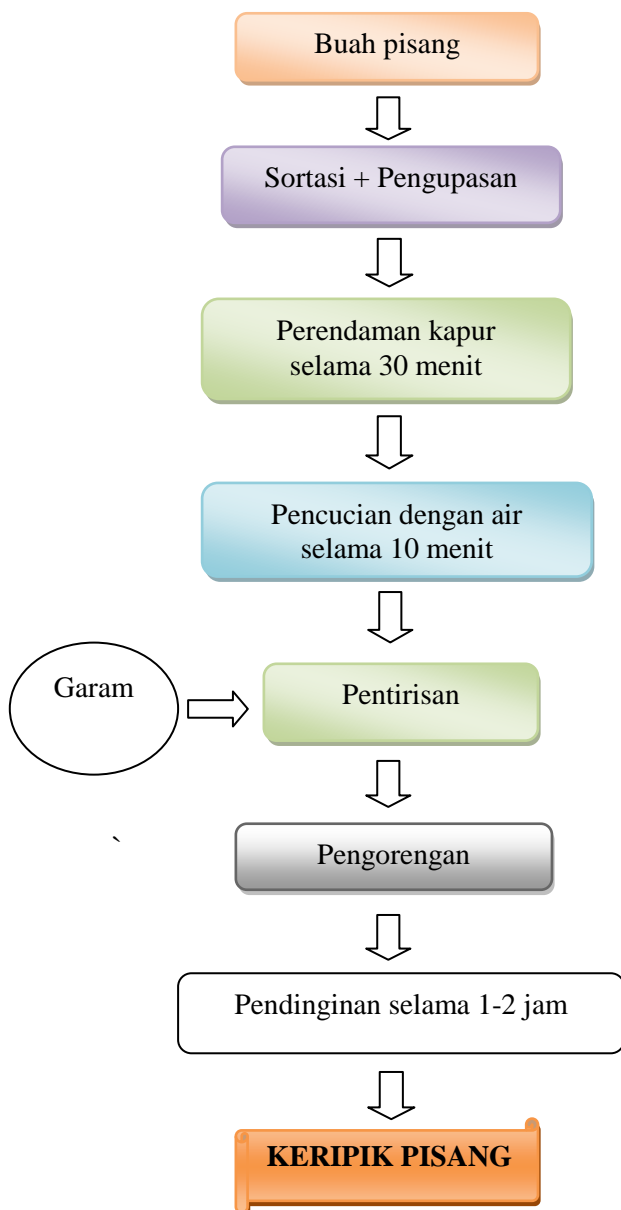 Buah pisang
Sortasi + Pengupasan
Perendaman kapur
selama 30 menit
Pencucian dengan air
selama 10 menit
Garam
Pentirisan
`
Pengorengan
Pendinginan selama 1-2 jam
KERIPIK PISANG